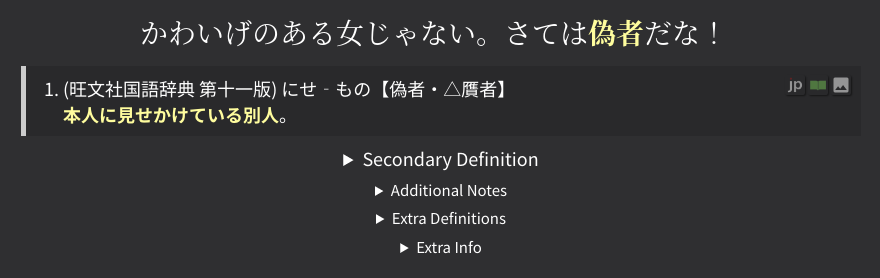 かわいげのある女じゃない。さては偽者だな！
1. (旺文社国語辞典 第十一版) にせ‐もの【偽者・△贋者】
jp
本人に見せかけている別人。
▶ Secondary Definition
▶ Additional Notes
▶ Extra Definitions
▶ Extra Info